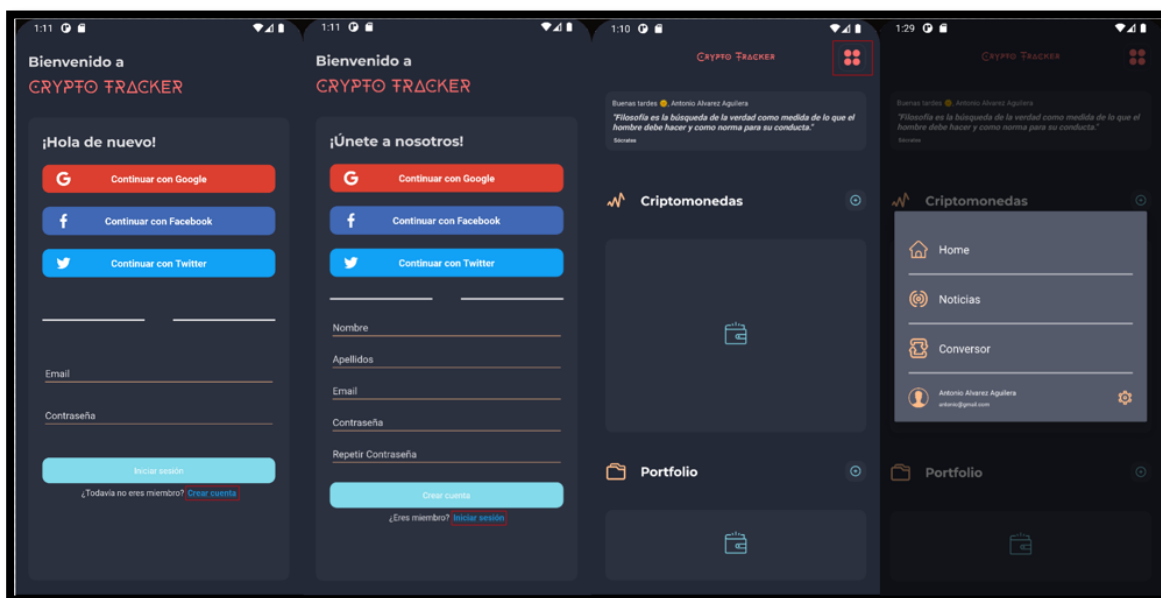 1:11
Bienvenido a
CRYPTO TRACKER
¡Hola de nuevo!
Continuar con Google
Continuar con Facebook
Continuar con Twitter
Email
Contraseña
Iniciar sesión
¿Todavía no eres miembro? Crear cuenta
1:11
Bienvenido a
CRYPTO TRACKER
¡Únete a nosotros!
Continuar con Google
Continuar con Facebook
Continuar con Twitter
Nombre
Apellidos
Email
Contraseña
Repetir Contraseña
Crear cuenta
¿Eres miembro? Iniciar sesión
1:10
CRYPTO TRACKER
Buenas tardes 🌞, Antonio Alvarez Aguilera
"Filosofía es la búsqueda de la verdad como medida de lo que el
hombre debe hacer y como norma para su conducta."
Sócrates
Criptomonedas
Portfolio
1:29
CRYPTO TRACKER
Buenas tardes 🌞, Antonio Alvarez Aguilera
"Filosofía es la búsqueda de la verdad como medida de lo que el
hombre debe hacer y como norma para su conducta."
Sócrates
Criptomonedas
Home
Noticias
Conversor
Antonio Alvarez Aguilera
antonio@gmail.com
Portfolio